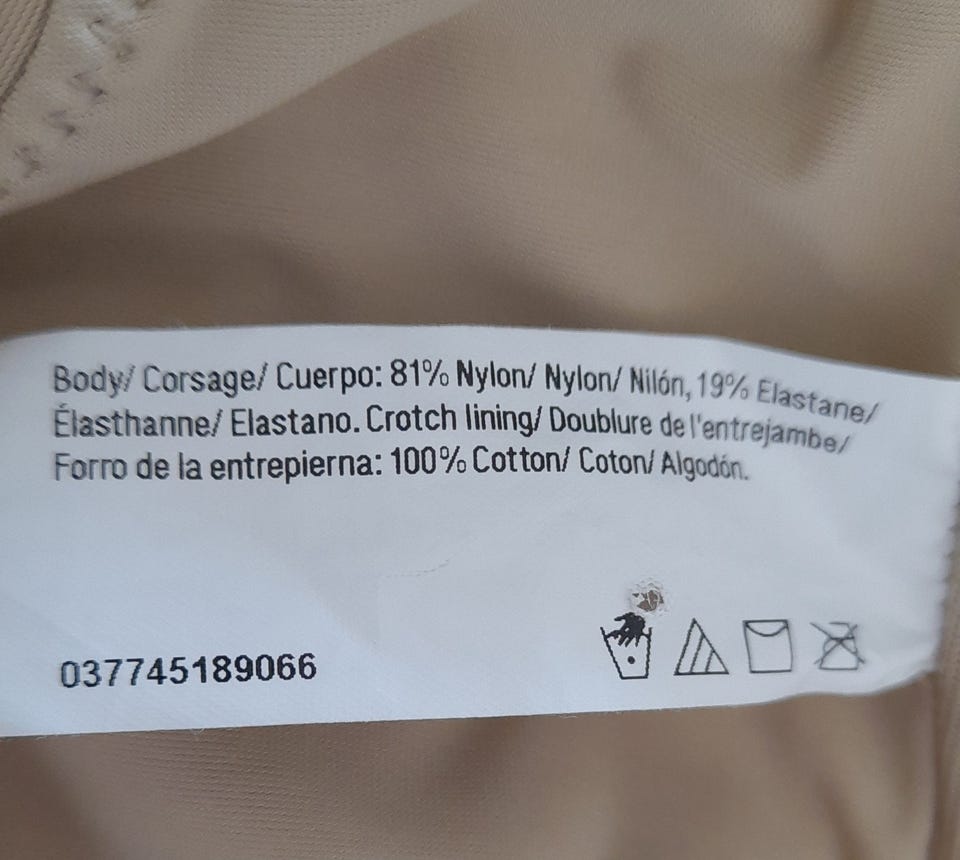 Body/ Corsage/ Cuerpo: 81% Nylon/ Nylon/ Nilón, 19% Elastane/
Élasthanne/ Elastano. Crotch lining/ Doublure de l'entrejambe/
Forro de la entrepierna: 100% Cotton/ Coton/ Algodón.
037745189066